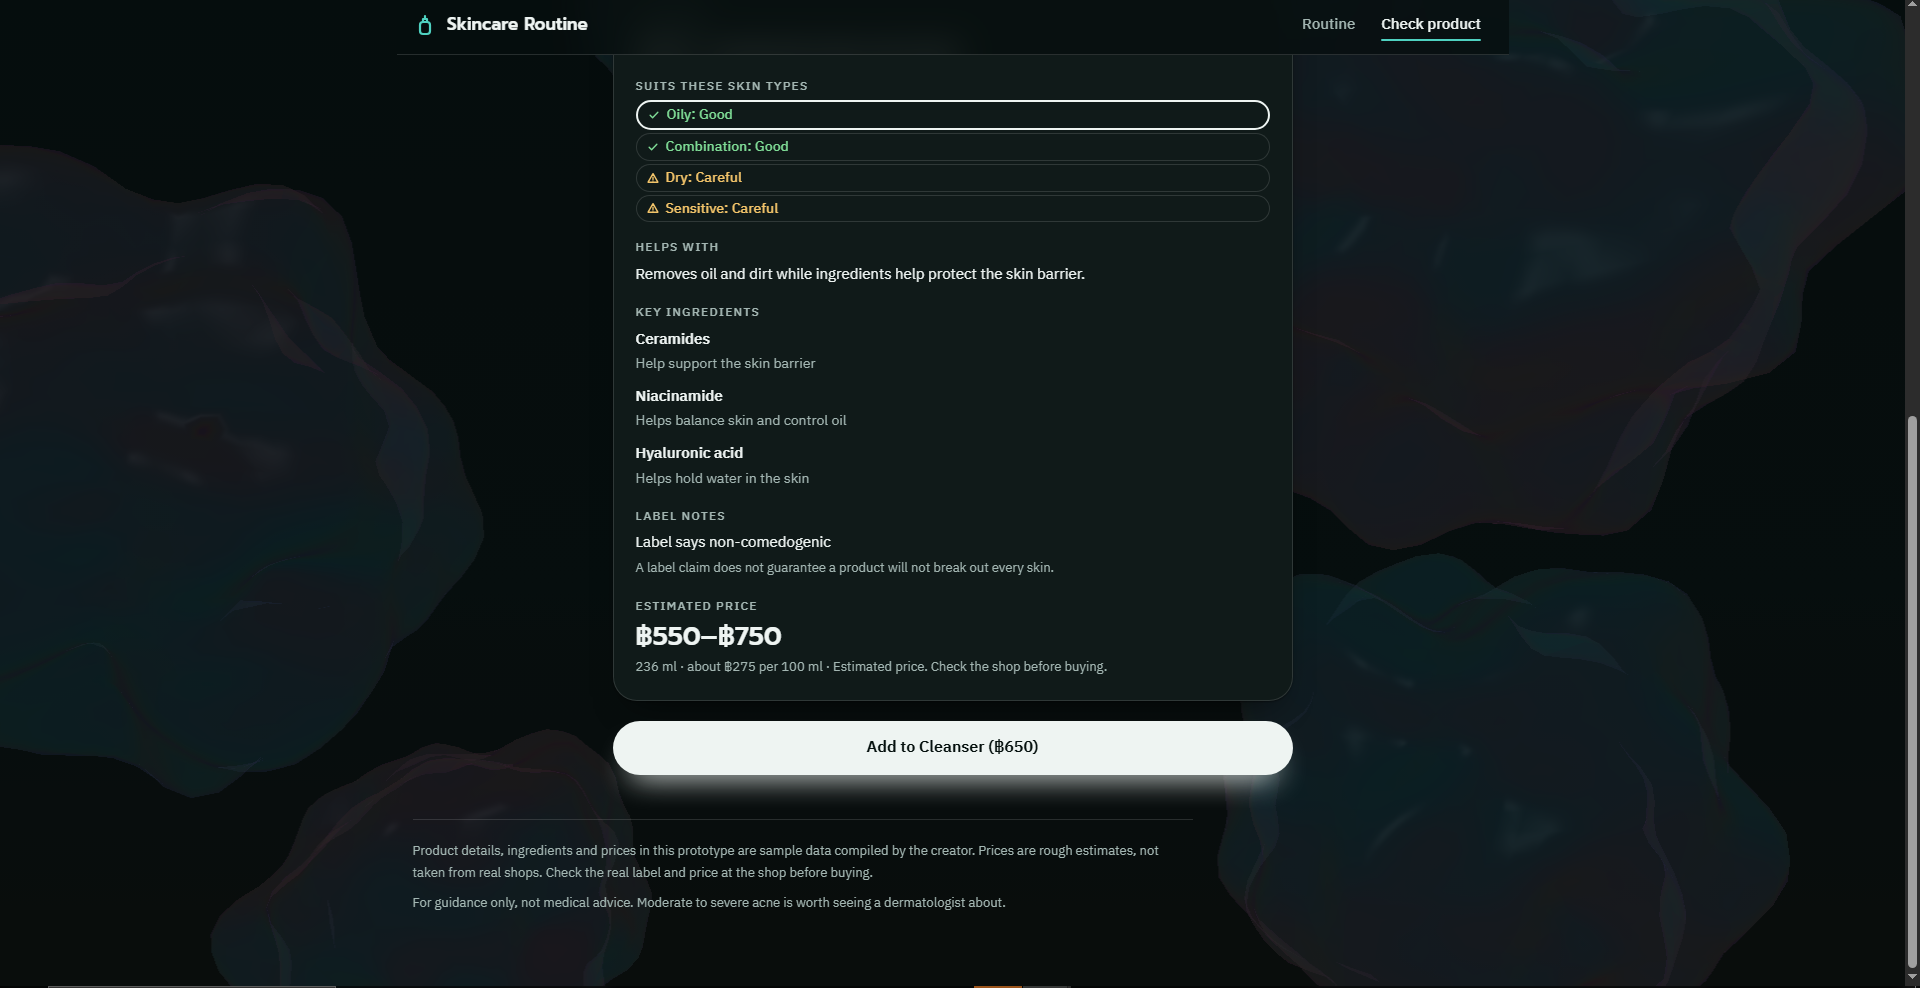 Skincare Routine
Routine
Check product
SUITS THESE SKIN TYPES
Oily: Good
Combination: Good
Dry: Careful
Sensitive: Careful
HELPS WITH
Removes oil and dirt while ingredients help protect the skin barrier.
KEY INGREDIENTS
Ceramides
Help support the skin barrier
Niacinamide
Helps balance skin and control oil
Hyaluronic acid
Helps hold water in the skin
LABEL NOTES
Label says non-comedogenic
A label claim does not guarantee a product will not break out every skin.
ESTIMATED PRICE
฿550–฿750
236 ml · about ฿275 per 100 ml · Estimated price. Check the shop before buying.
Add to Cleanser (฿650)
Product details, ingredients and prices in this prototype are sample data compiled by the creator. Prices are rough estimates, not
taken from real shops. Check the real label and price at the shop before buying.
For guidance only, not medical advice. Moderate to severe acne is worth seeing a dermatologist about.